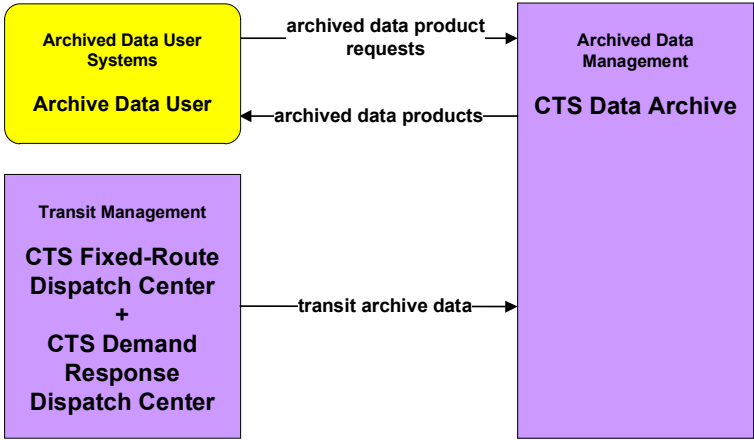 Archived Data User
Systems
Archive Data User
archived data product
requests
archived data products
Archived Data
Management
CTS Data Archive
Transit Management
CTS Fixed-Route
Dispatch Center
+
CTS Demand
Response
Dispatch Center
transit archive data